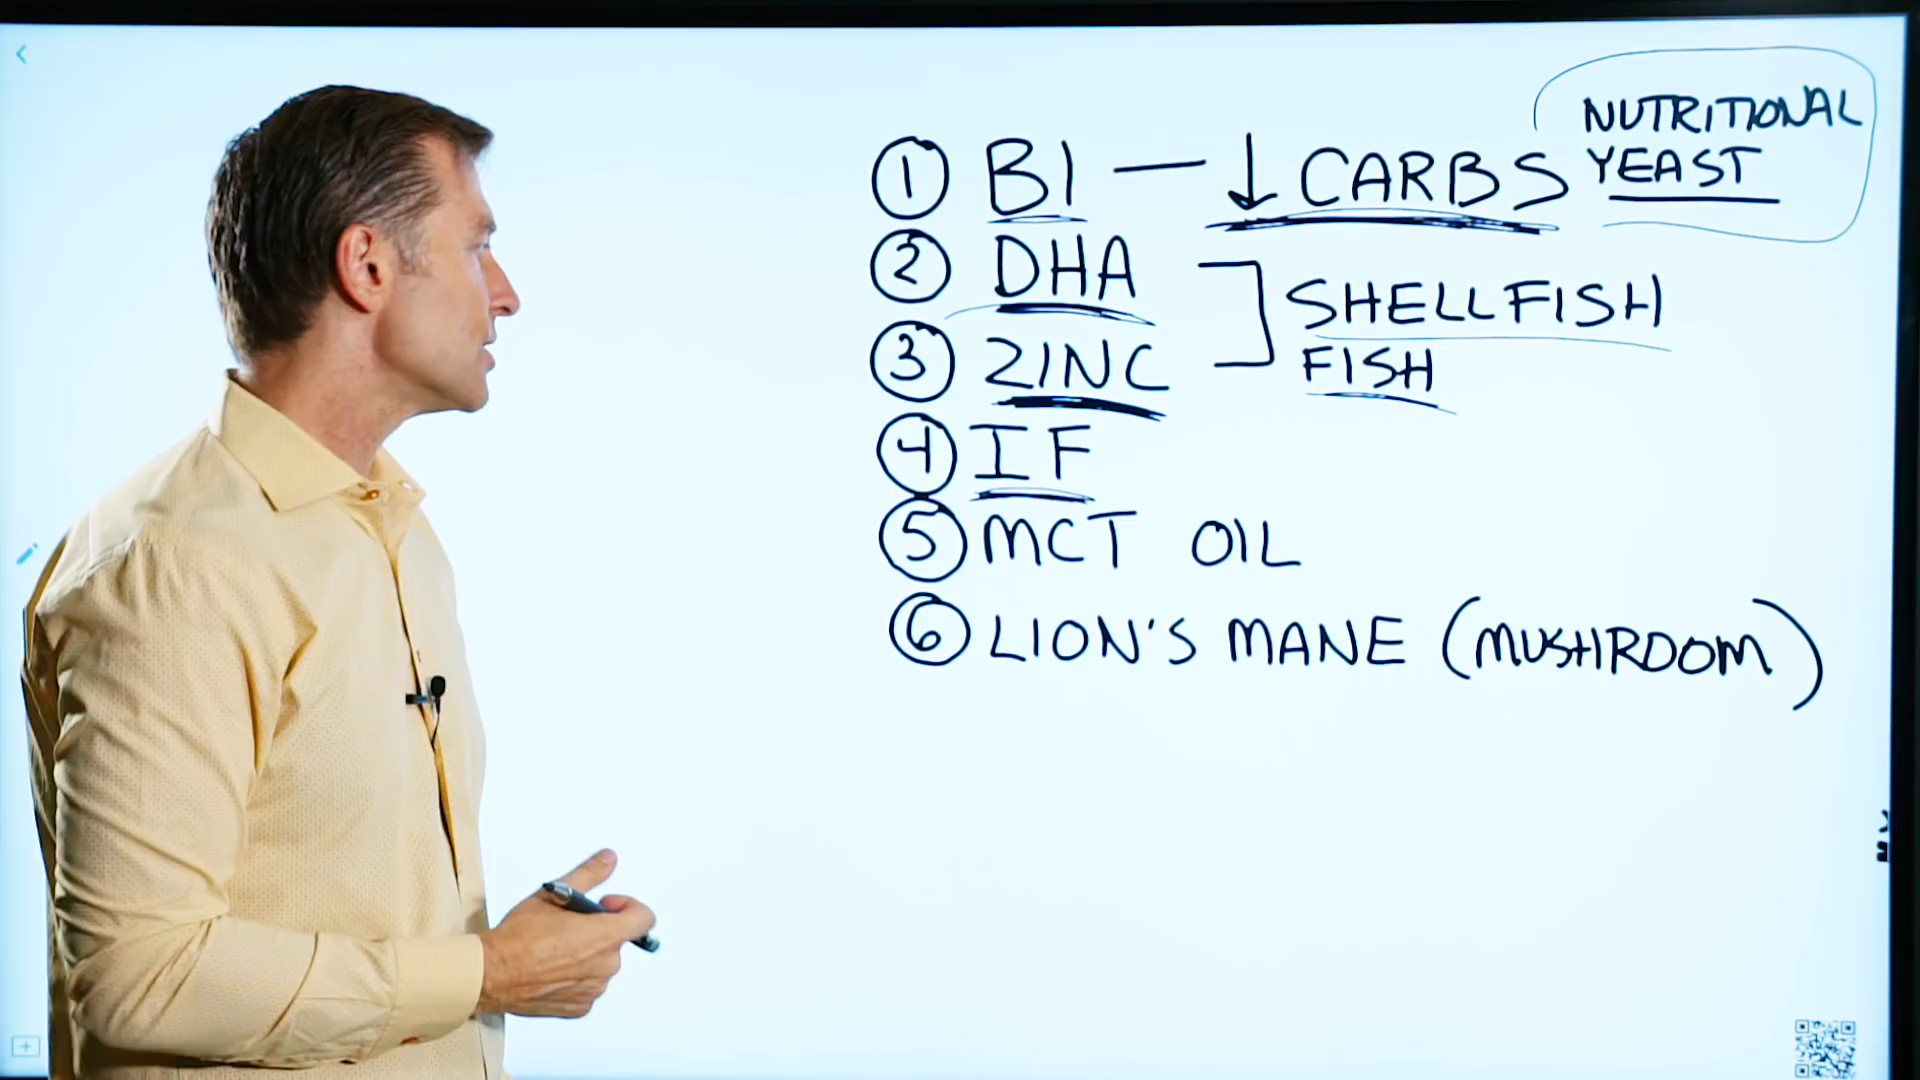 NUTRITIONAL
YEAST
① B1 — ↓ CARBS
② DHA
③ ZINC
SHELLFISH
FISH
④ IF
⑤ MCT OIL
⑥ LION'S MANE (MUSHROOM)